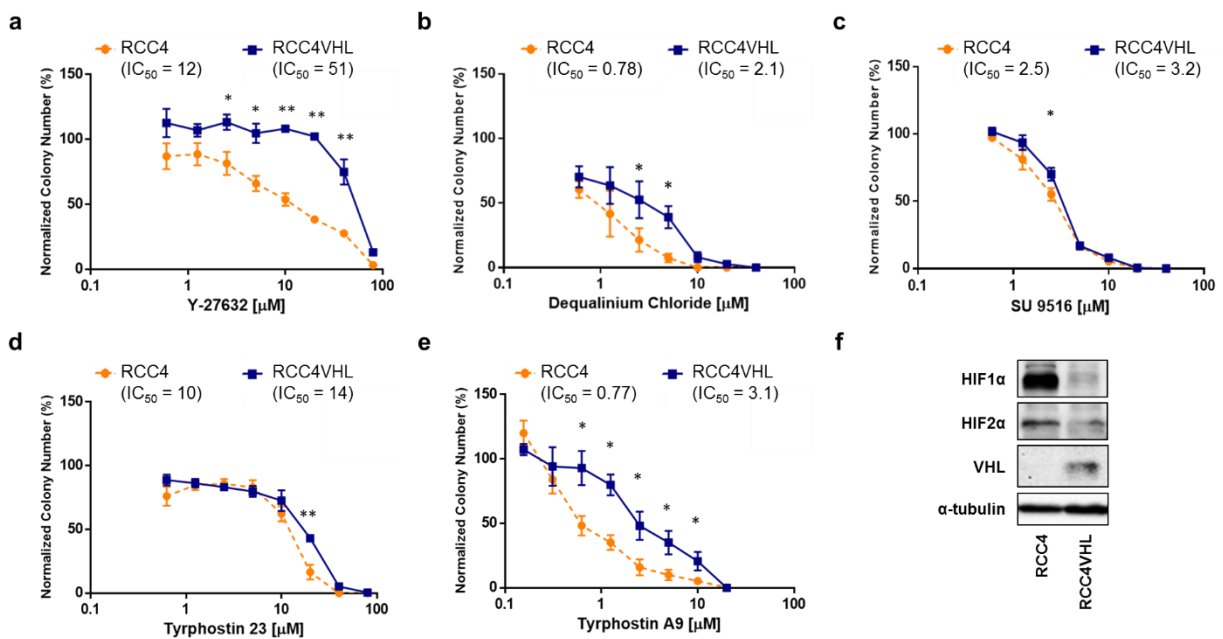 a
RCC4
(IC50 = 12)
RCC4VHL
(IC50 = 51)
Normalized Colony Number (%)
150
100
50
0
* * ** ** **
0.1 1 10 100
Y-27632 [µM]
b
RCC4
(IC50 = 0.78)
RCC4VHL
(IC50 = 2.1)
Normalized Colony Number (%)
150
100
50
0
* *
0.1 1 10 100
Dequalinium Chloride [µM]
c
RCC4
(IC50 = 2.5)
RCC4VHL
(IC50 = 3.2)
Normalized Colony Number (%)
150
100
50
0
*
0.1 1 10 100
SU 9516 [µM]
d
RCC4
(IC50 = 10)
RCC4VHL
(IC50 = 14)
Normalized Colony Number (%)
150
100
50
0
**
0.1 1 10 100
Tyrphostin 23 [µM]
e
RCC4
(IC50 = 0.77)
RCC4VHL
(IC50 = 3.1)
Normalized Colony Number (%)
150
100
50
0
* * * * *
0.1 1 10 100
Tyrphostin A9 [µM]
f
HIF1α
HIF2α
VHL
α-tubulin
RCC4
RCC4VHL